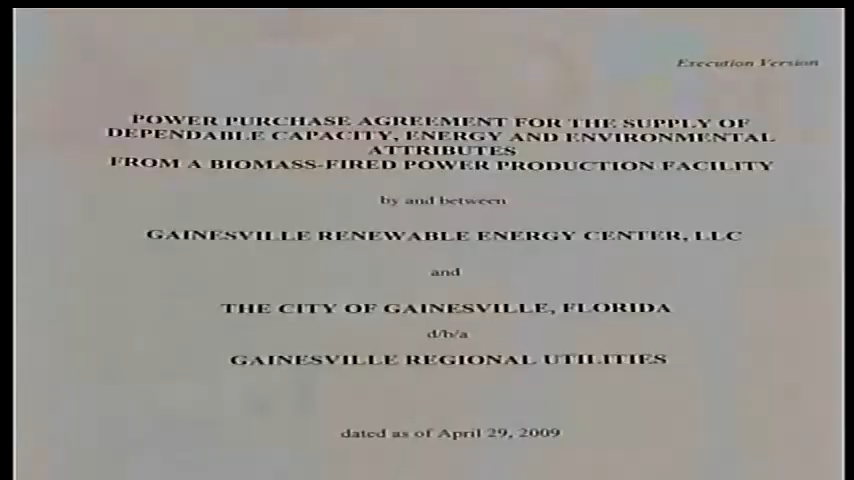 Execution Version
POWER PURCHASE AGREEMENT FOR THE SUPPLY OF
DEPENDABLE CAPACITY, ENERGY AND ENVIRONMENTAL
ATTRIBUTES
FROM A BIOMASS-FIRED POWER PRODUCTION FACILITY
by and between
GAINESVILLE RENEWABLE ENERGY CENTER, LLC
and
THE CITY OF GAINESVILLE, FLORIDA
d/b/a
GAINESVILLE REGIONAL UTILITIES
dated as of April 29, 2009